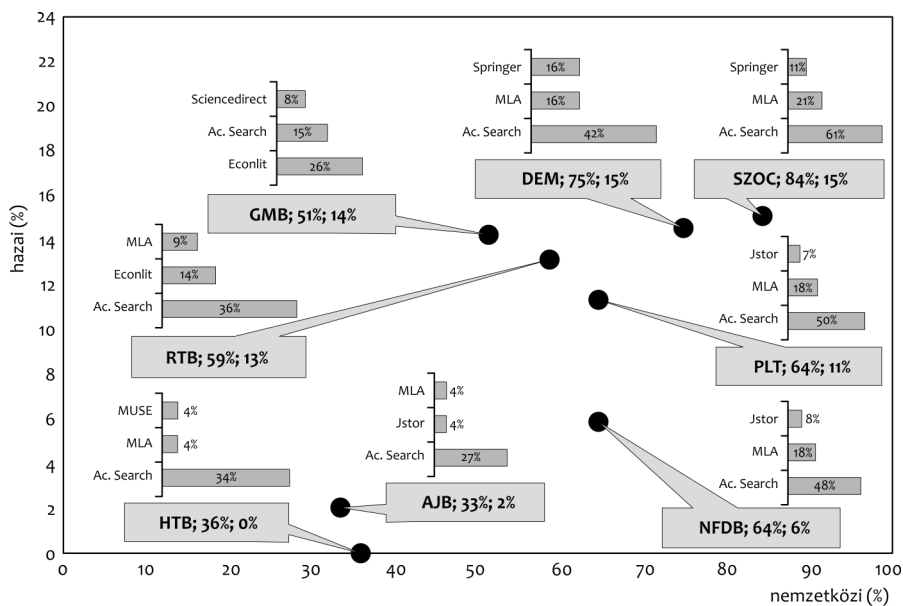 24
22
20
18
16
14
12
10
8
6
4
2
0
hazai (%)
Springer 16%
MLA 16%
Ac. Search 42%
DEM; 75%; 15%
Springer 11%
MLA 21%
Ac. Search 61%
SZOC; 84%; 15%
Sciencedirect 8%
Ac. Search 15%
Econlit 26%
GMB; 51%; 14%
MLA 9%
Econlit 14%
Ac. Search 36%
RTB; 59%; 13%
Jstor 7%
MLA 18%
Ac. Search 50%
PLT; 64%; 11%
MUSE 4%
MLA 4%
Ac. Search 34%
HTB; 36%; 0%
MLA 4%
Jstor 4%
Ac. Search 27%
AJB; 33%; 2%
Jstor 8%
MLA 18%
Ac. Search 48%
NFDB; 64%; 6%
0 10 20 30 40 50 60 70 80 90 100
nemzetközi (%)